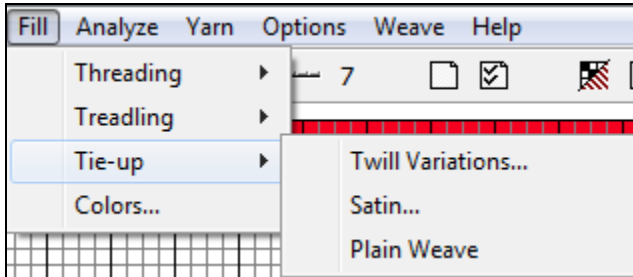 Fill Analyze Yarn Options Weave Help
Threading
7
Treadling
Tie-up
Twill Variations...
Colors...
Satin...
Plain Weave